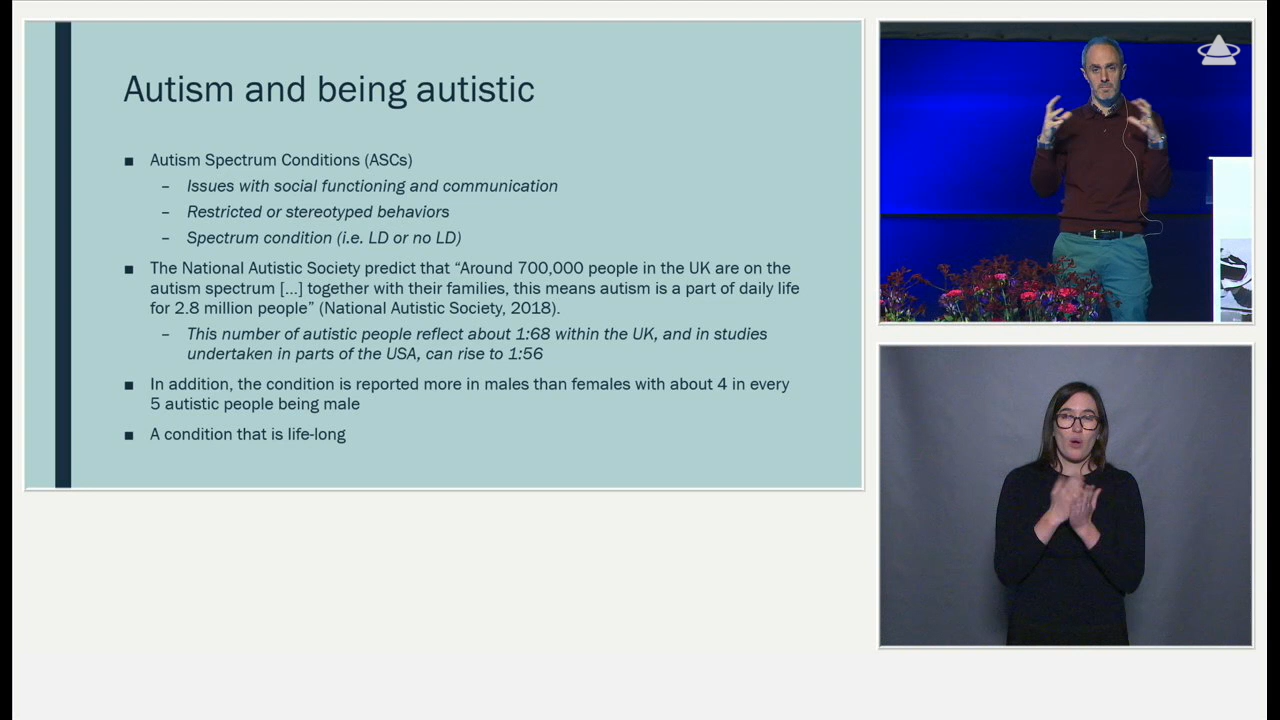 Autism and being autistic
■ Autism Spectrum Conditions (ASCs)
– Issues with social functioning and communication
– Restricted or stereotyped behaviors
– Spectrum condition (i.e. LD or no LD)
■ The National Autistic Society predict that “Around 700,000 people in the UK are on the
autism spectrum [...] together with their families, this means autism is a part of daily life
for 2.8 million people” (National Autistic Society, 2018).
– This number of autistic people reflect about 1:68 within the UK, and in studies
undertaken in parts of the USA, can rise to 1:56
■ In addition, the condition is reported more in males than females with about 4 in every
5 autistic people being male
■ A condition that is life-long